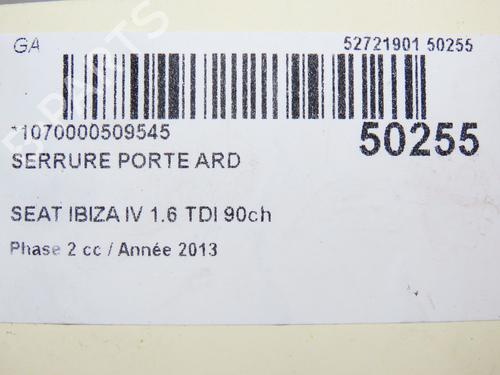 GA 52721901 50255
*1070000509545 50255
SERRURE PORTE ARD
SEAT IBIZA IV 1.6 TDI 90ch
Phase 2 cc / Année 2013
B-PARTS